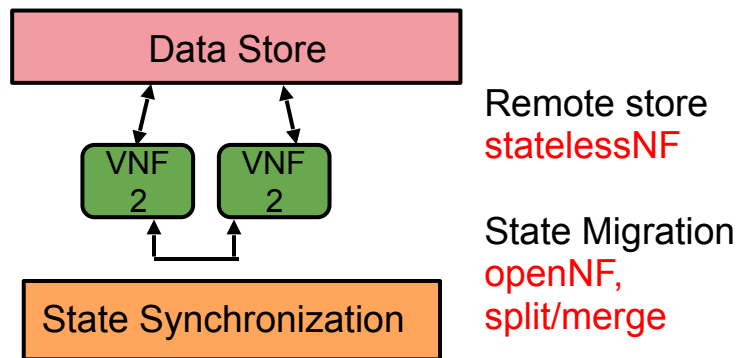 Data Store
Remote store
statelessNF
VNF
2
VNF
2
State Migration
openNF,
split/merge
State Synchronization